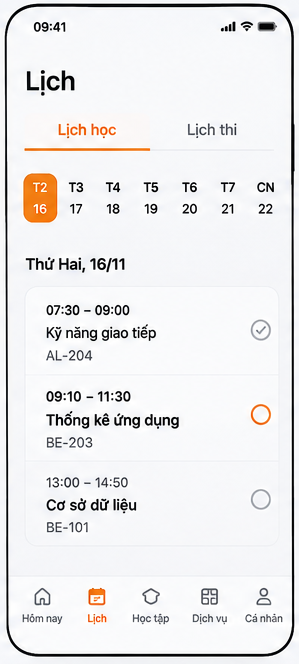 09:41
Lịch
Lịch học Lịch thi
T2 T3 T4 T5 T6 T7 CN
16 17 18 19 20 21 22
Thứ Hai, 16/11
07:30 – 09:00
Kỹ năng giao tiếp
AL-204
09:10 – 11:30
Thống kê ứng dụng
BE-203
13:00 – 14:50
Cơ sở dữ liệu
BE-101
Hôm nay Lịch Học tập Dịch vụ Cá nhân